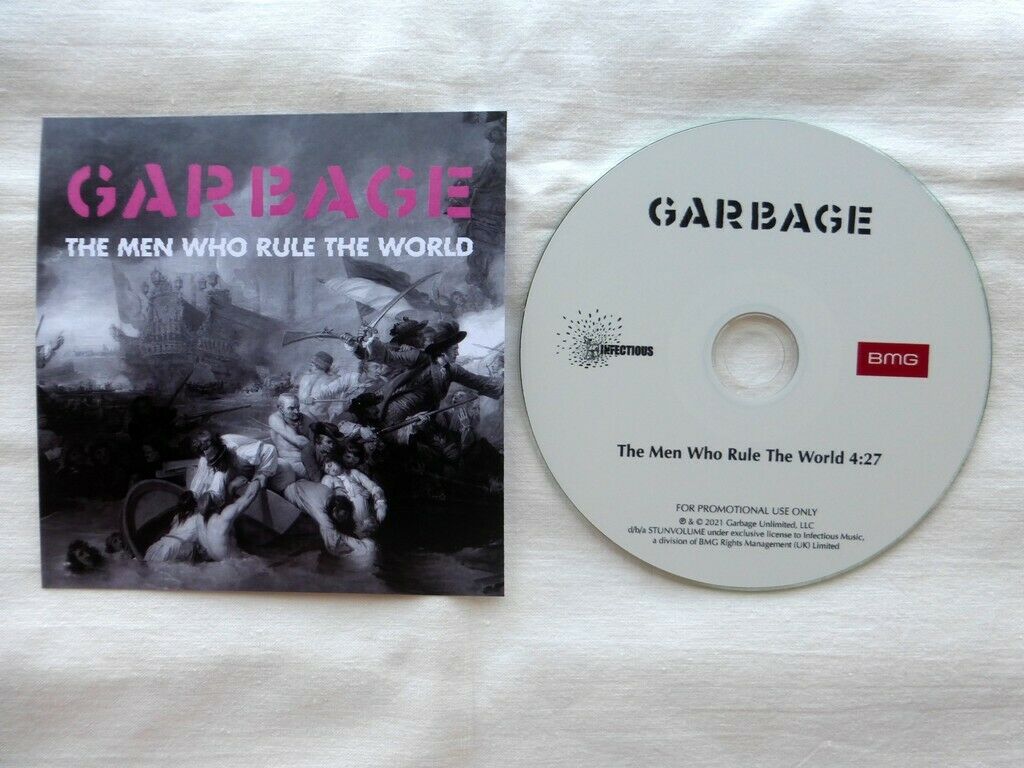 GARBAGE
THE MEN WHO RULE THE WORLD
GARBAGE
INFECTIOUS
BMG
The Men Who Rule The World 4:27
FOR PROMOTIONAL USE ONLY
℗ & © 2021 Garbage Unlimited, LLC
d/b/a STUNVOLUME under exclusive license to Infectious Music,
a division of BMG Rights Management (UK) Limited